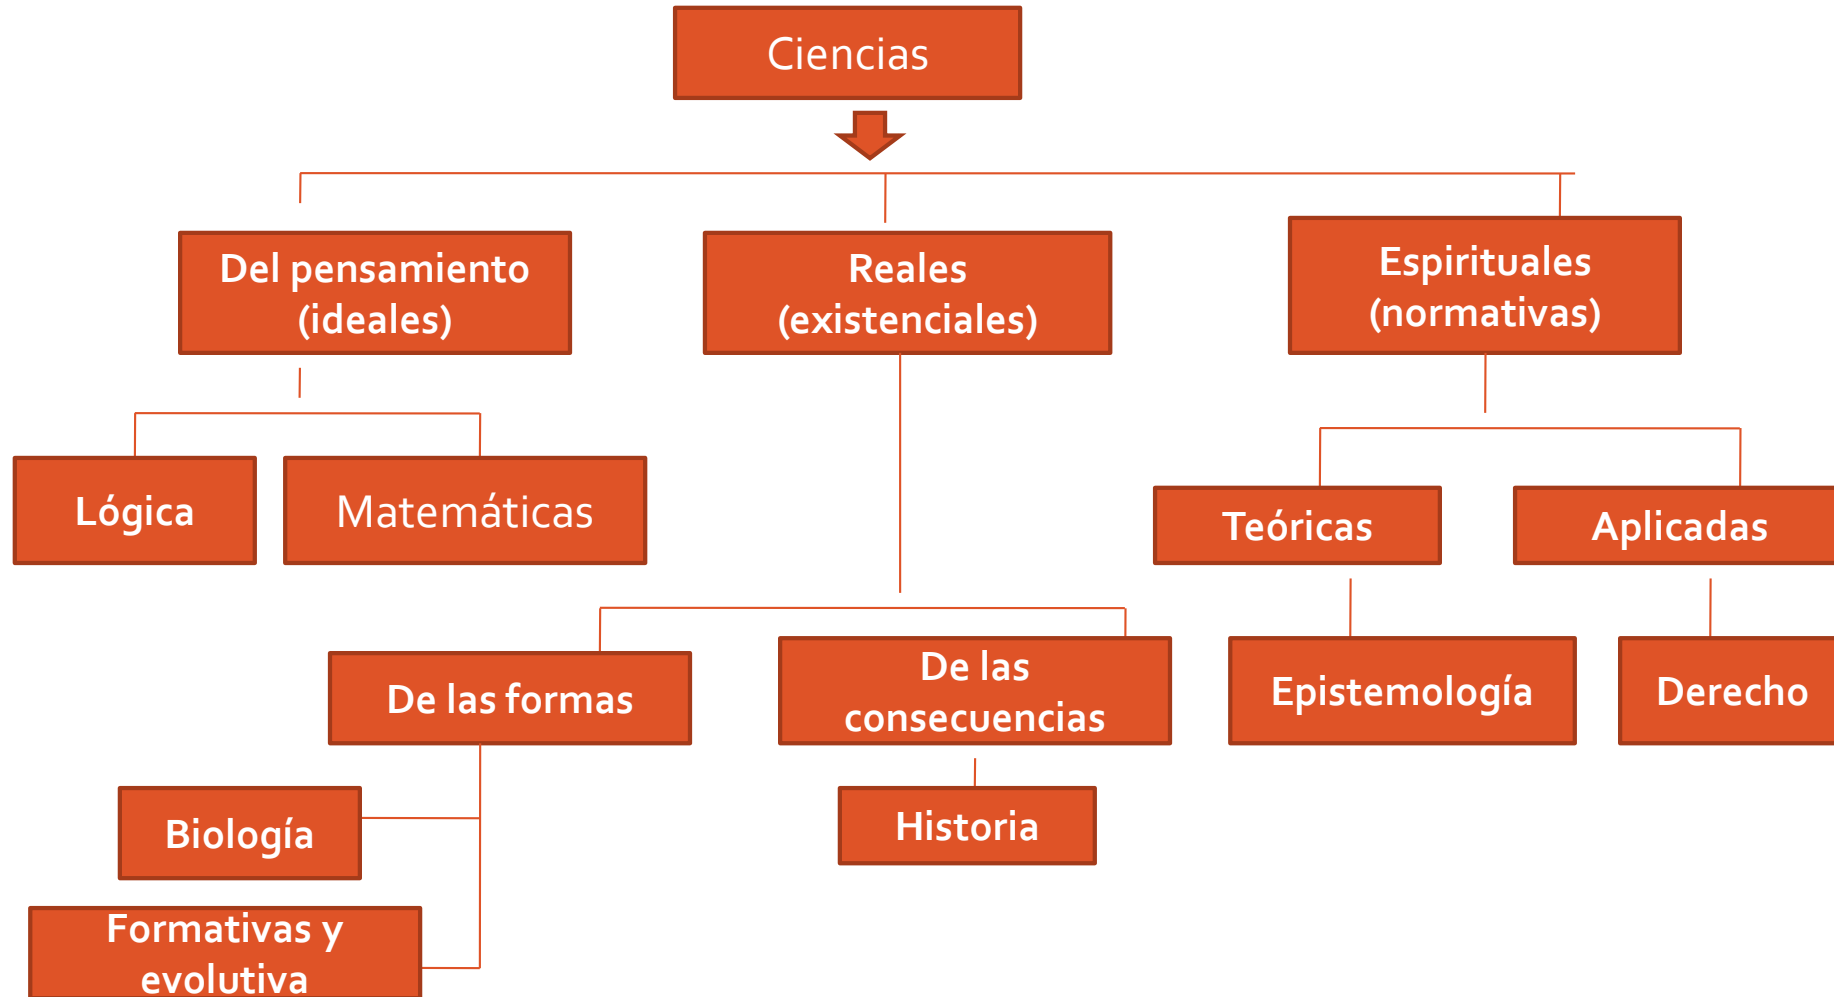 Ciencias
Del pensamiento
(ideales)
Reales
(existenciales)
Espirituales
(normativas)
Lógica
Matemáticas
Teóricas
Aplicadas
De las formas
De las
consecuencias
Epistemología
Derecho
Biología
Historia
Formativas y
evolutiva